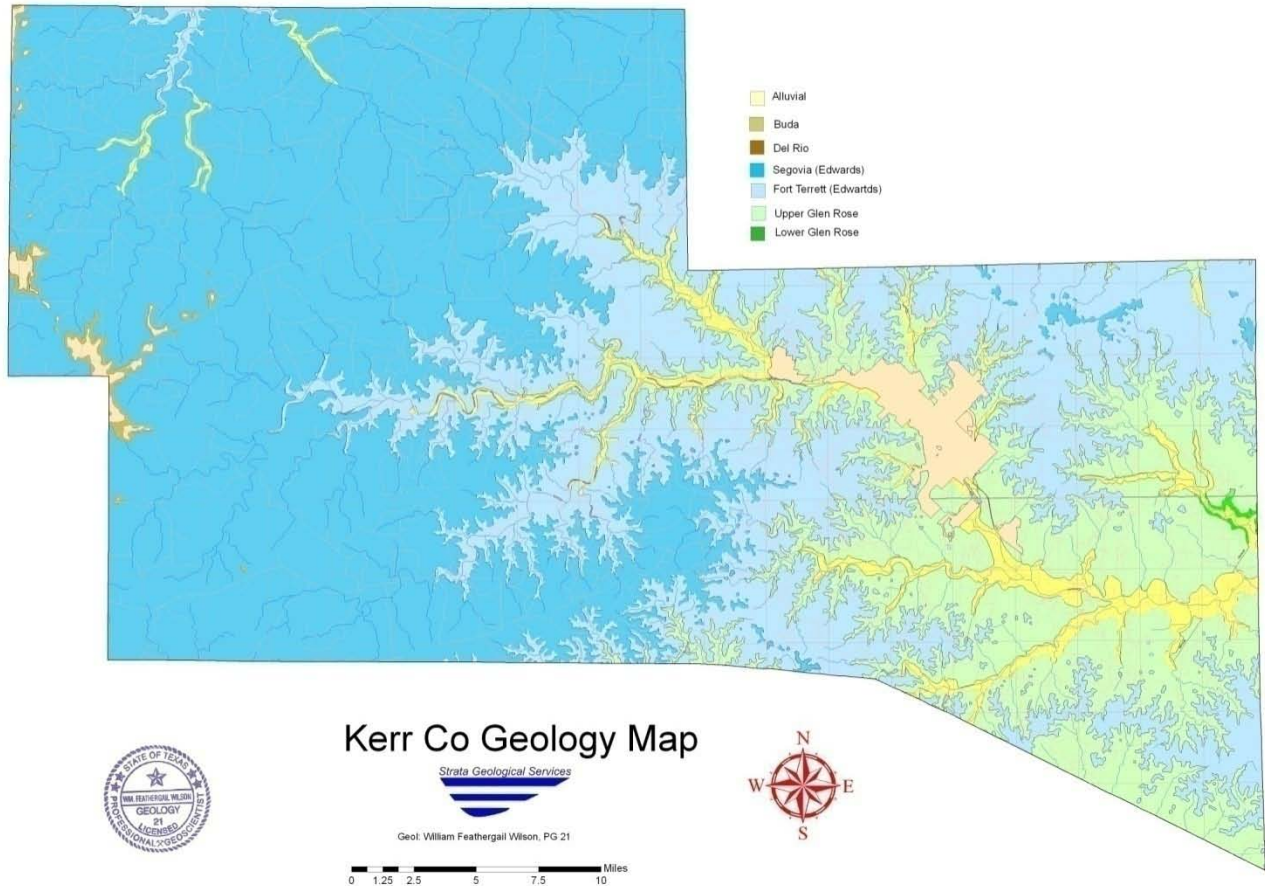 Alluvial
Buda
Del Rio
Segovia (Edwards)
Fort Terrett (Edwartds)
Upper Glen Rose
Lower Glen Rose
Kerr Co Geology Map
Strata Geological Services
Geol: William Feathergail Wilson, PG 21
0 1.25 2.5 5 7.5 10 Miles
STATE OF TEXAS
WM. FEATHERGAIL WILSON
GEOLOGY
21
LICENSED
PROFESSIONAL GEOSCIENTIST
N
W E
S